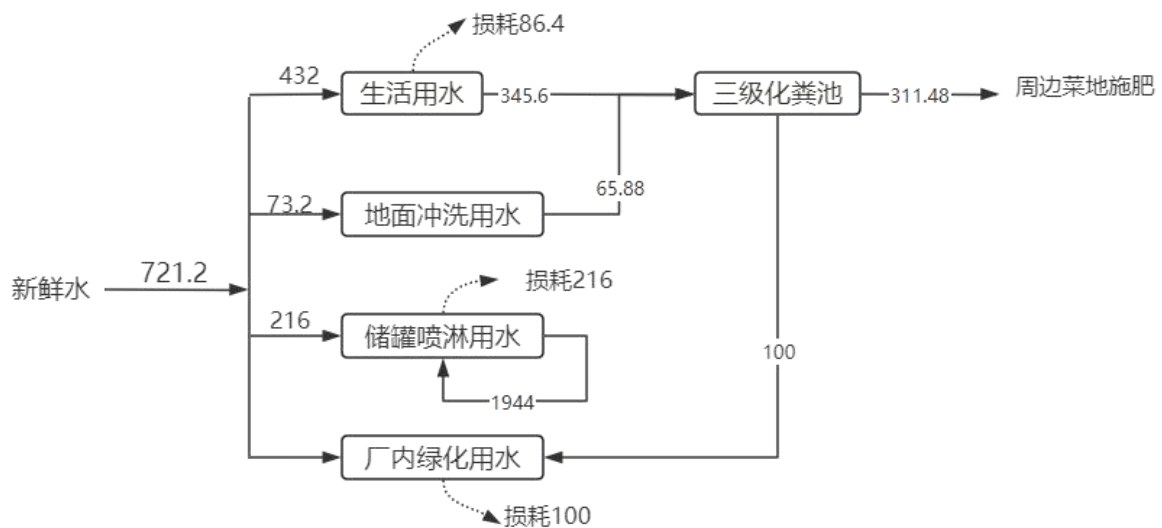 损耗86.4
432
生活用水
345.6
三级化粪池
311.48
周边菜地施肥
65.88
73.2
地面冲洗用水
721.2
新鲜水
损耗216
216
储罐喷淋用水
100
1944
厂内绿化用水
损耗100